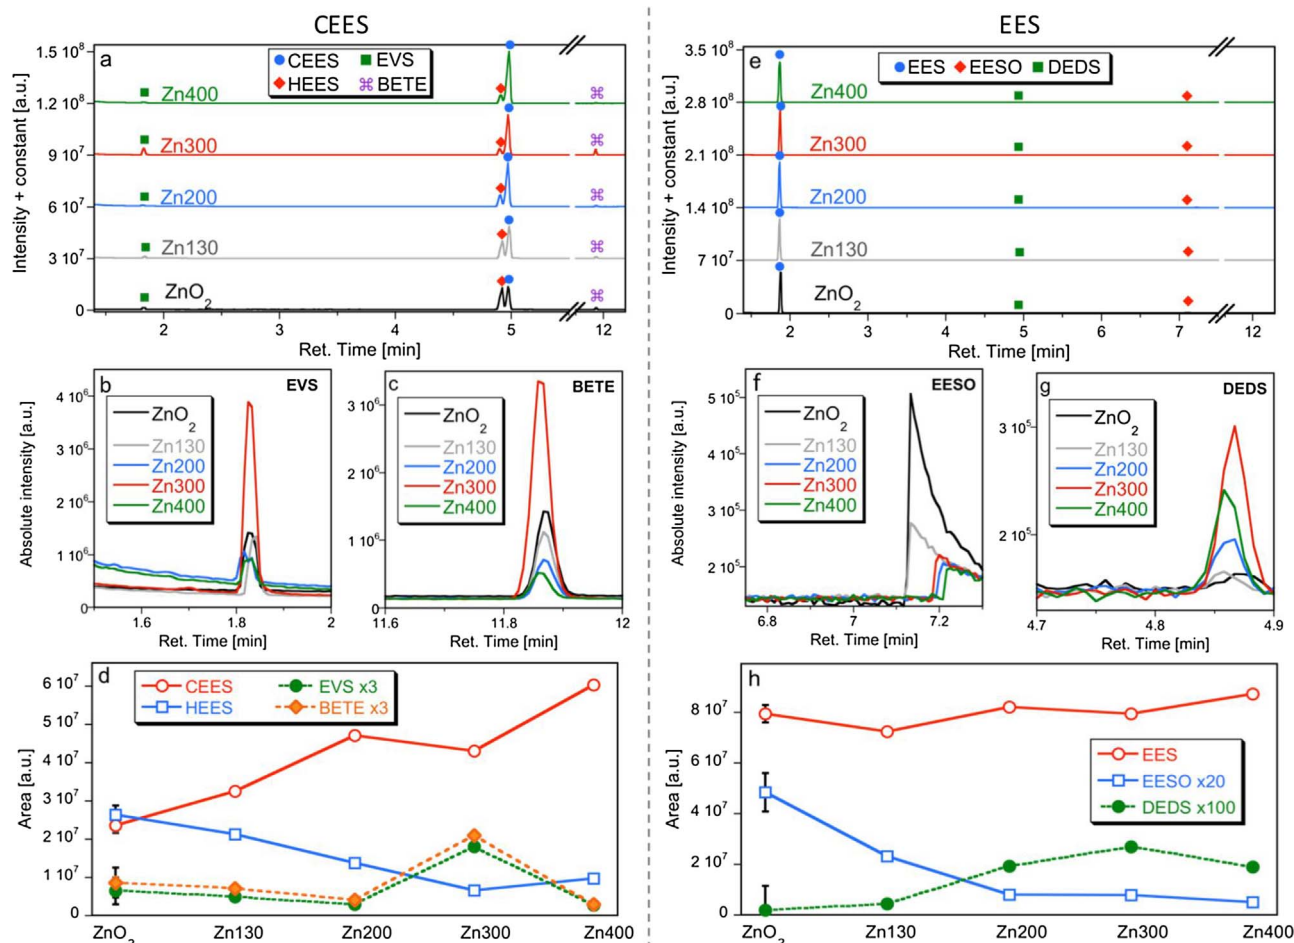 CEES
EES
a
CEES EVS
HEES BETE
1.5 10⁸
1.2 10⁸
9 10⁷
6 10⁷
3 10⁷
0
Intensity + constant [a.u.]
Zn400
Zn300
Zn200
Zn130
ZnO₂
2 3 4 5 12
Ret. Time [min]
e
EES EESO DEDS
3.5 10⁸
2.8 10⁸
2.1 10⁸
1.4 10⁸
7 10⁷
0
Intensity + constant [a.u.]
Zn400
Zn300
Zn200
Zn130
ZnO₂
2 3 4 5 6 7 12
Ret. Time [min]
b
EVS
ZnO₂
Zn130
Zn200
Zn300
Zn400
4 10⁶
3 10⁶
2 10⁶
1 10⁶
0
Absolute intensity [a.u.]
1.6 1.8 2
Ret. Time [min]
c
BETE
ZnO₂
Zn130
Zn200
Zn300
Zn400
3 10⁶
2 10⁶
1 10⁶
0
11.6 11.8 12
Ret. Time [min]
f
EESO
ZnO₂
Zn130
Zn200
Zn300
Zn400
5 10⁵
4 10⁵
3 10⁵
2 10⁵
Absolute intensity [a.u.]
6.8 7 7.2
Ret. Time [min]
g
DEDS
ZnO₂
Zn130
Zn200
Zn300
Zn400
3 10⁵
2 10⁵
4.7 4.8 4.9
Ret. Time [min]
d
CEES EVS x3
HEES BETE x3
6 10⁷
5 10⁷
4 10⁷
3 10⁷
2 10⁷
1 10⁷
0
Area [a.u.]
ZnO₂ Zn130 Zn200 Zn300 Zn400
h
EES
EESO x20
DEDS x100
8 10⁷
6 10⁷
4 10⁷
2 10⁷
0
Area [a.u.]
ZnO₂ Zn130 Zn200 Zn300 Zn400